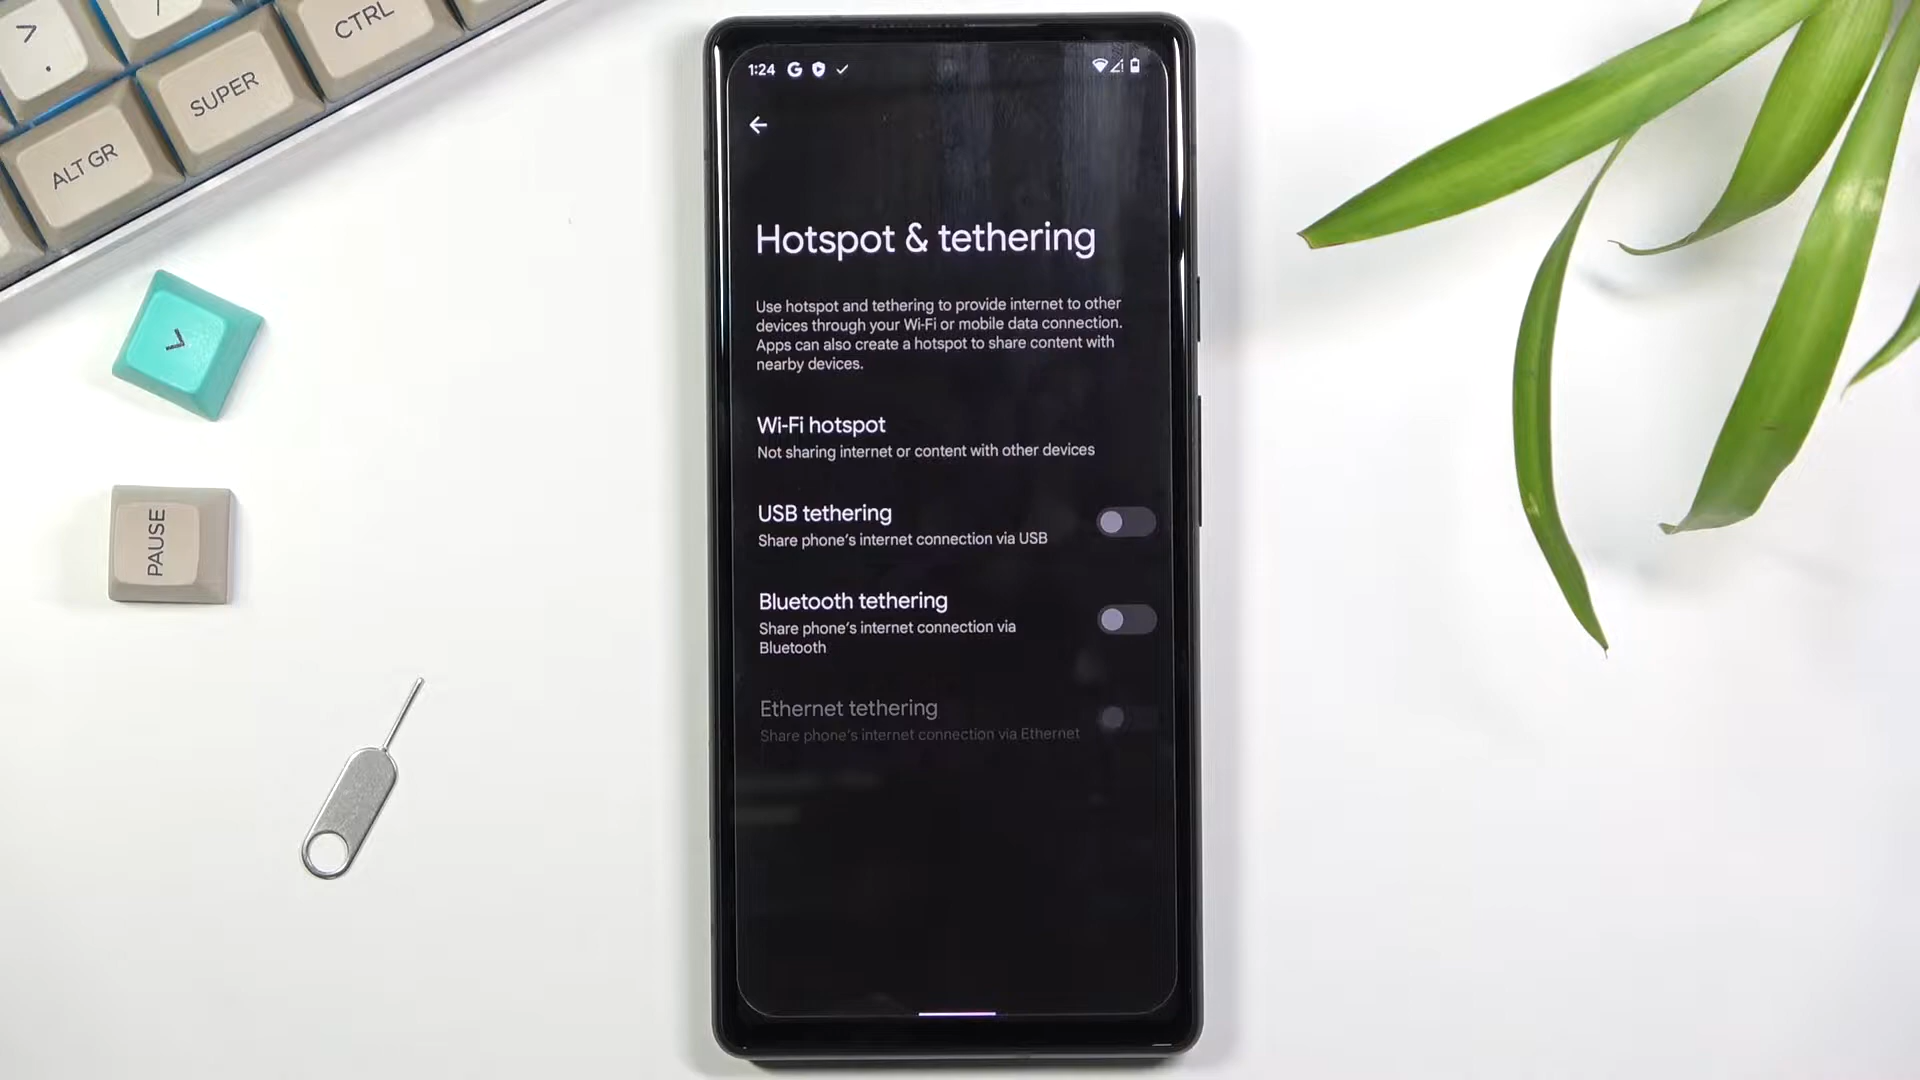 >
.
CTRL
SUPER
ALT GR
PAUSE
1:24
Hotspot & tethering
Use hotspot and tethering to provide internet to other
devices through your Wi-Fi or mobile data connection.
Apps can also create a hotspot to share content with
nearby devices.
Wi-Fi hotspot
Not sharing internet or content with other devices
USB tethering
Share phone's internet connection via USB
Bluetooth tethering
Share phone's internet connection via
Bluetooth
Ethernet tethering
Share phone's internet connection via Ethernet